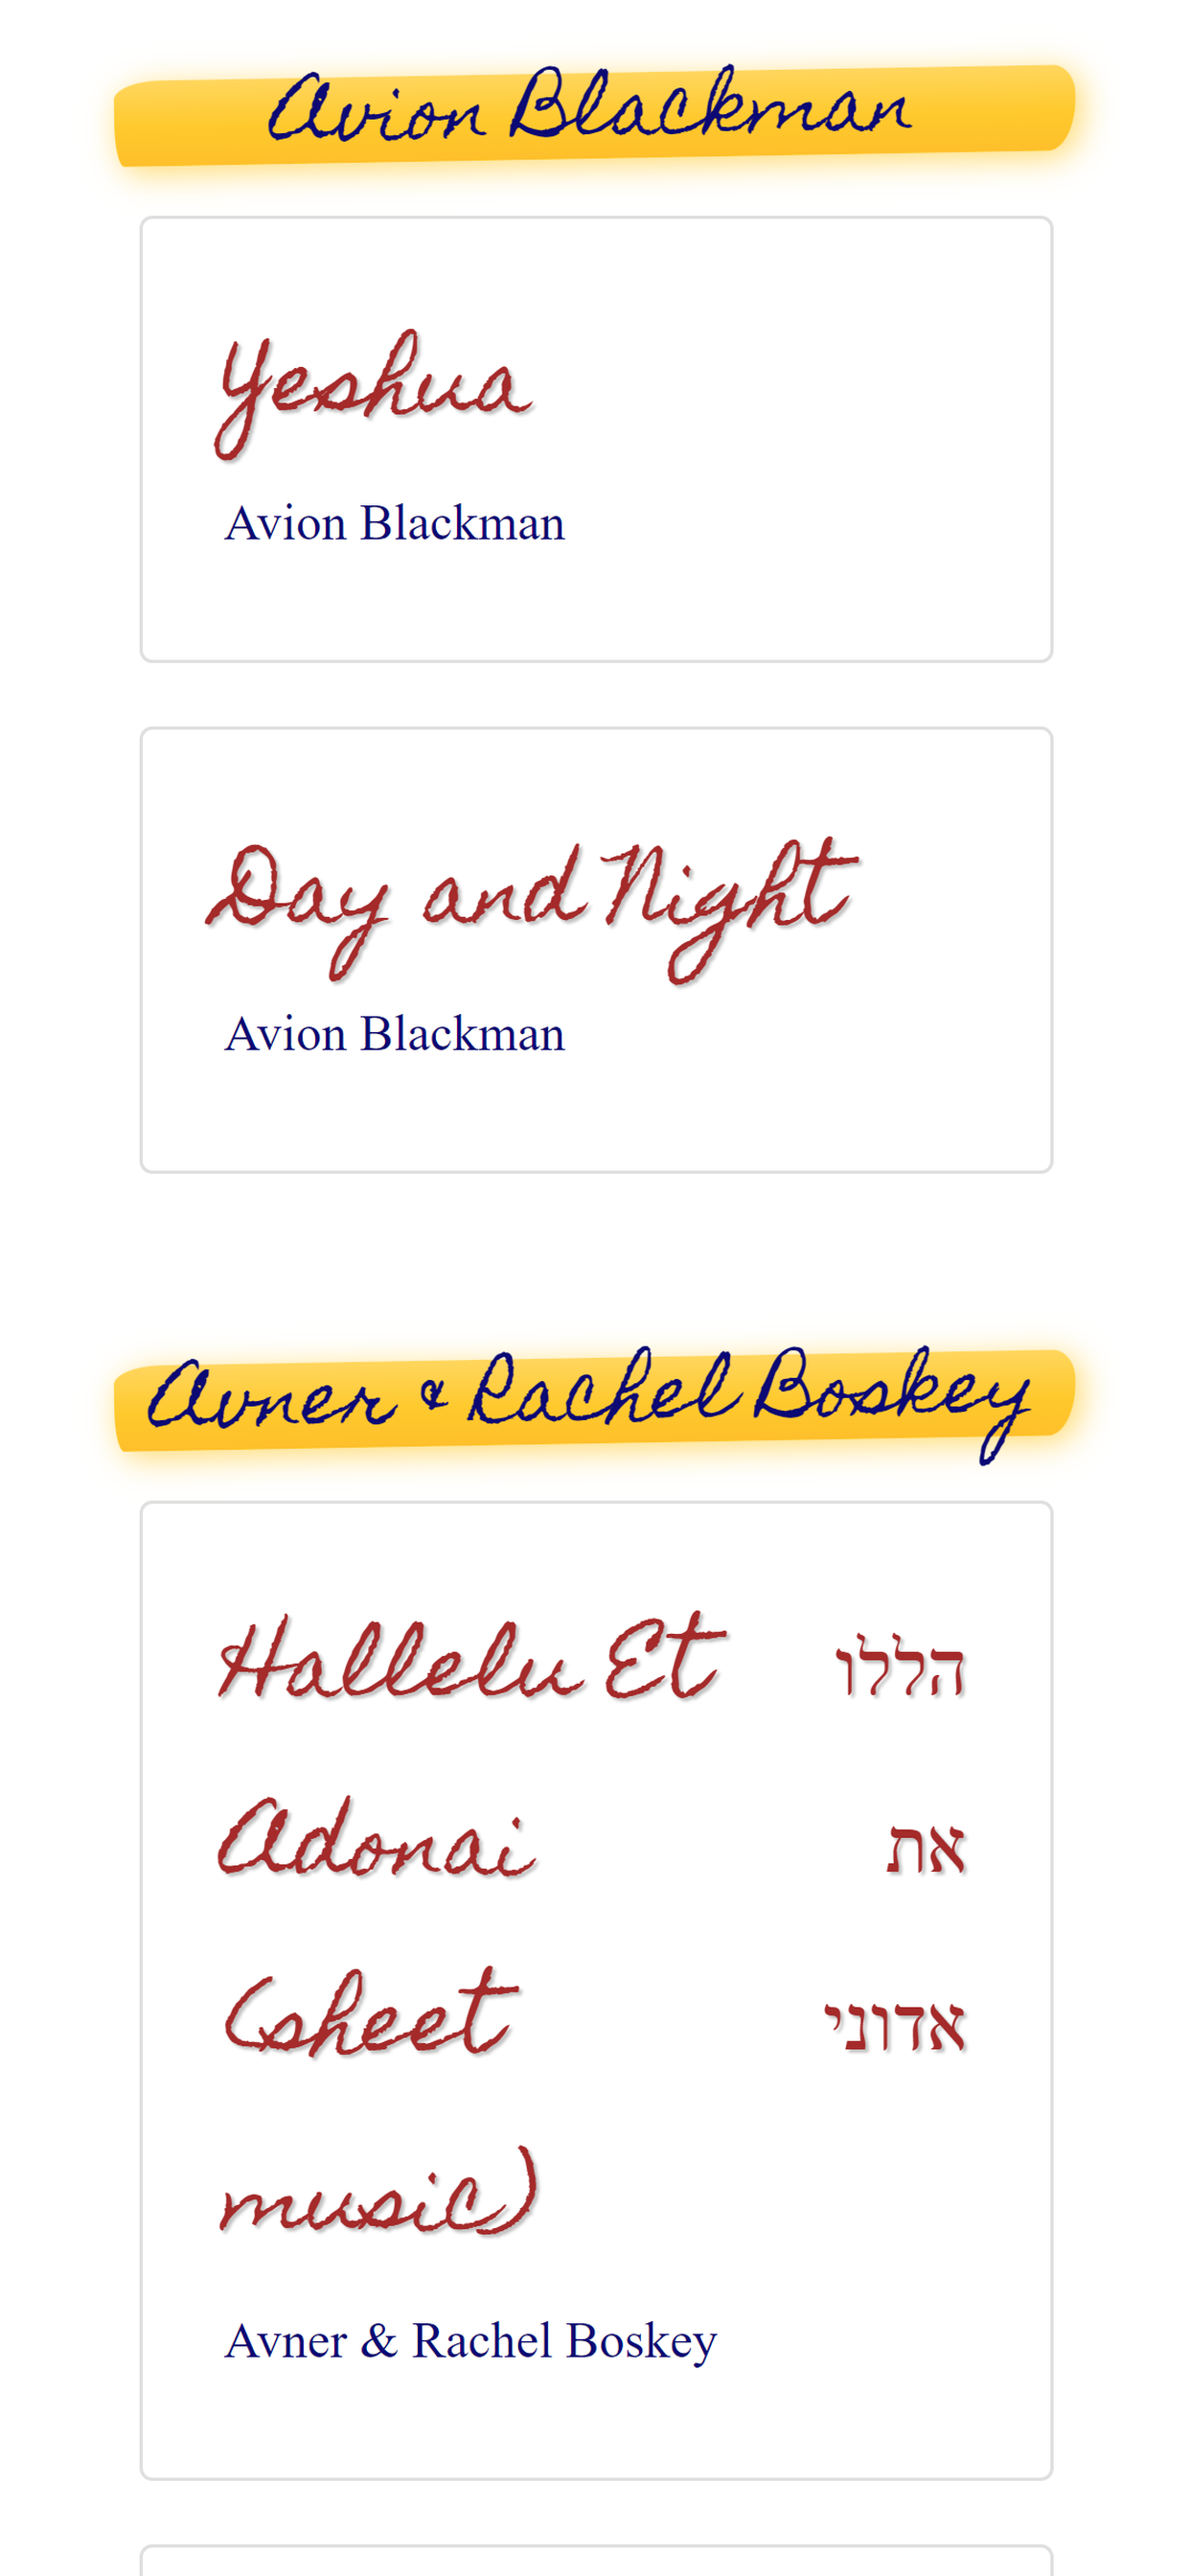 Avion Blackman
Yeshua
Avion Blackman
Day and Night
Avion Blackman
Avner & Rachel Boskey
Hallelu Et הללו
Adonai את
(sheet אדוני
music)
Avner & Rachel Boskey